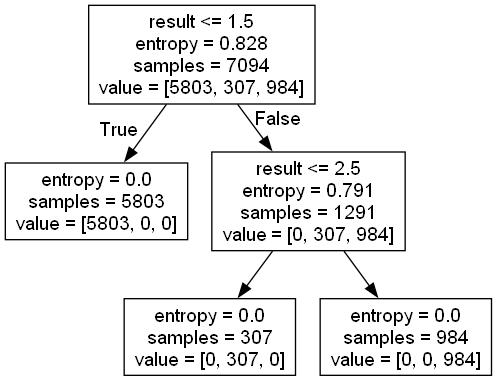 result <= 1.5
entropy = 0.828
samples = 7094
value = [5803, 307, 984]
True
False
entropy = 0.0
samples = 5803
value = [5803, 0, 0]
result <= 2.5
entropy = 0.791
samples = 1291
value = [0, 307, 984]
entropy = 0.0
samples = 307
value = [0, 307, 0]
entropy = 0.0
samples = 984
value = [0, 0, 984]